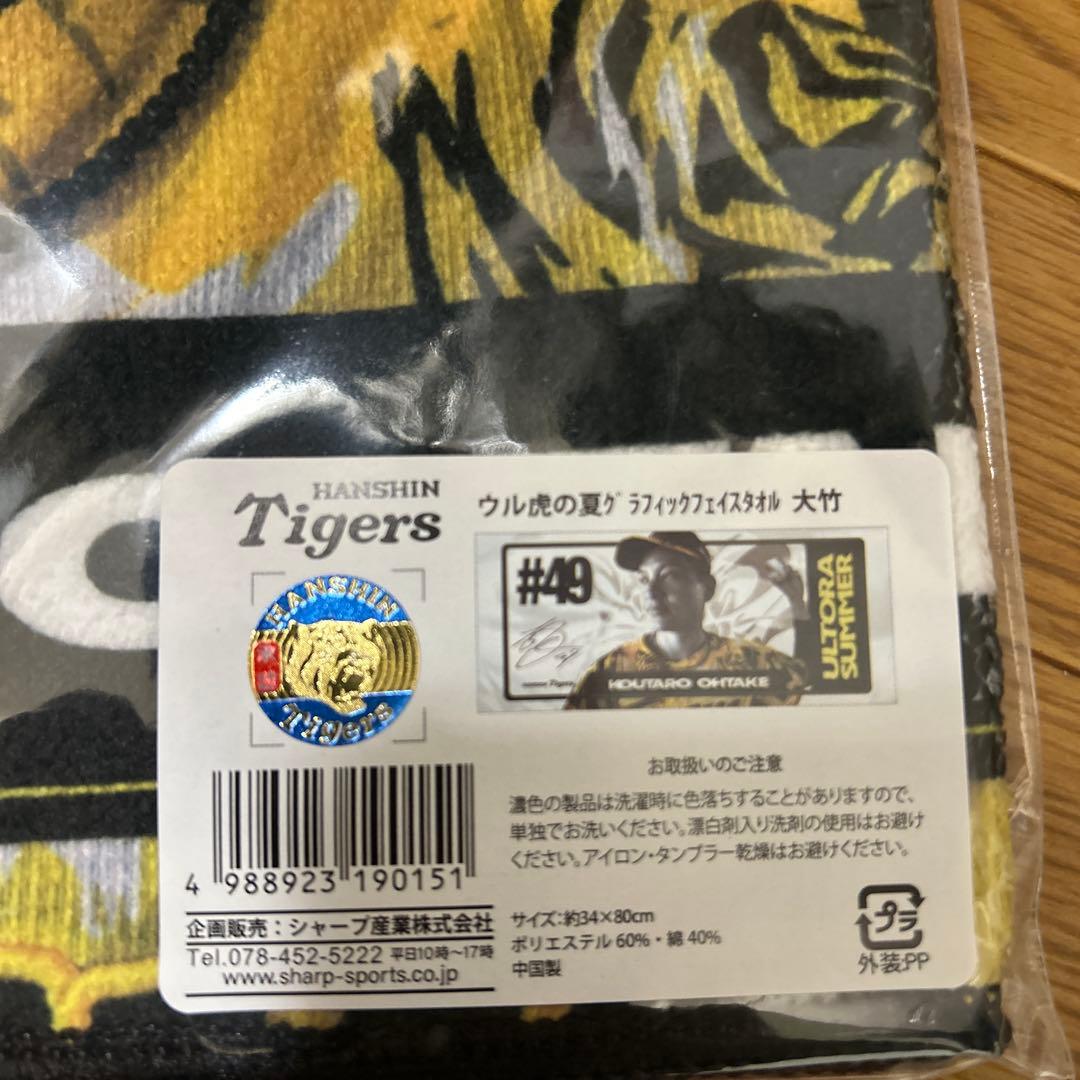 HANSHIN
Tigers
ウル虎の夏ｸﾞﾗﾌィｯｸﾌｪｲｽﾀｵﾙ 大竹
#49
ULTORA
SUMMER
HOUTARO OHTAKE
HANSHIN
Tigers
お取扱いのご注意
濃色の製品は洗濯時に色落ちすることがありますので、
単独でお洗いください。漂白剤入り洗剤の使用はお避け
ください。アイロン・タンブラー乾燥はお避けください。
4 988923 190151
企画販売：シャープ産業株式会社
Tel.078-452-5222 平日10時〜17時
www.sharp-sports.co.jp
サイズ:約34×80cm
ポリエステル 60%・綿 40%
中国製
プラ
外装:PP